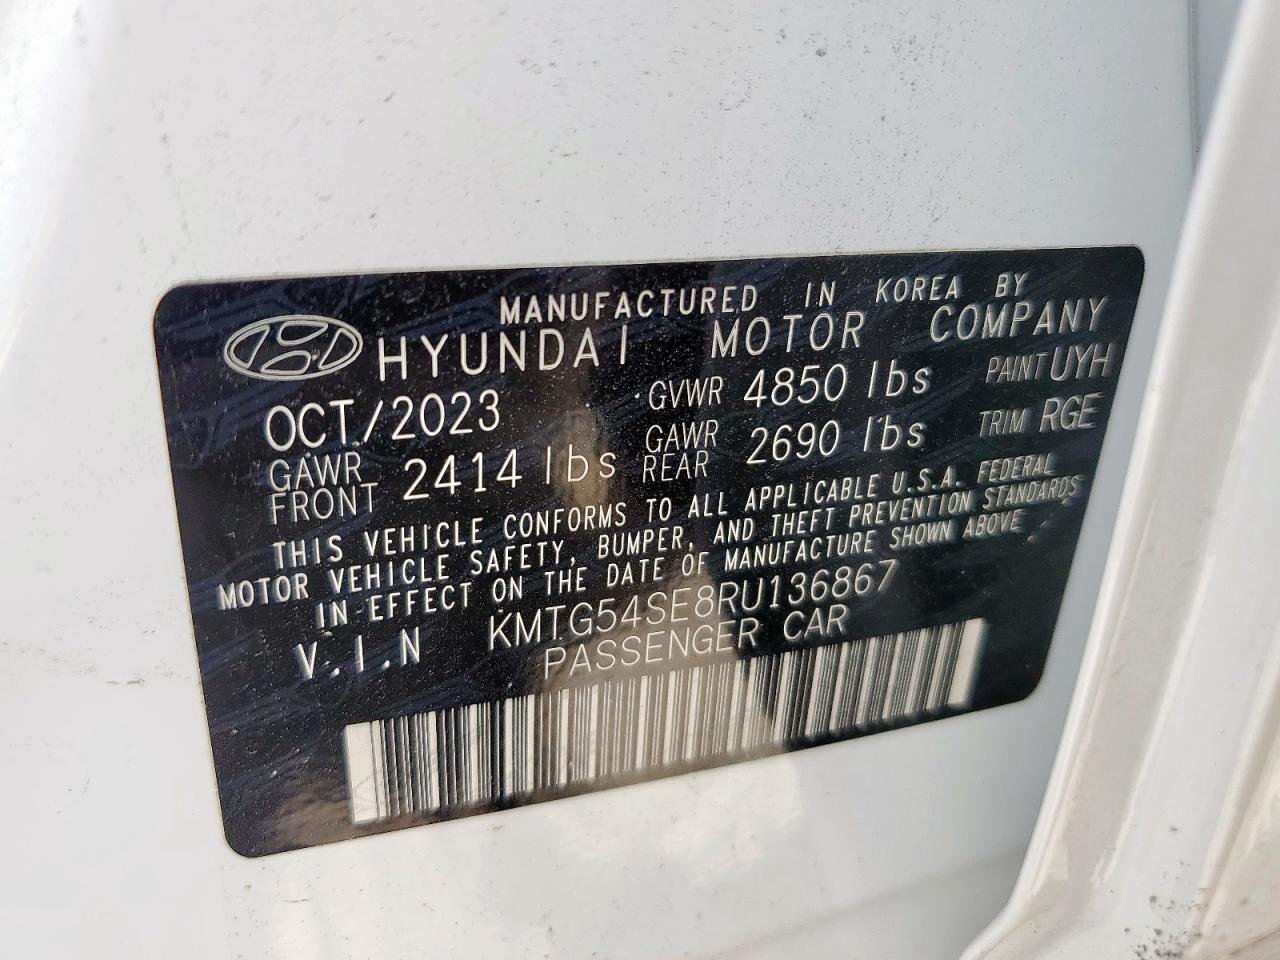 MANUFACTURED IN KOREA BY
HYUNDAI MOTOR COMPANY
OCT/2023 GVWR 4850 lbs PAINT UYH
GAWR FRONT 2414 lbs GAWR REAR 2690 lbs TRIM RGE
THIS VEHICLE CONFORMS TO ALL APPLICABLE U.S.A. FEDERAL
MOTOR VEHICLE SAFETY, BUMPER, AND THEFT PREVENTION STANDARDS
IN EFFECT ON THE DATE OF MANUFACTURE SHOWN ABOVE
V.I.N KMTG54SE8RU136867
PASSENGER CAR